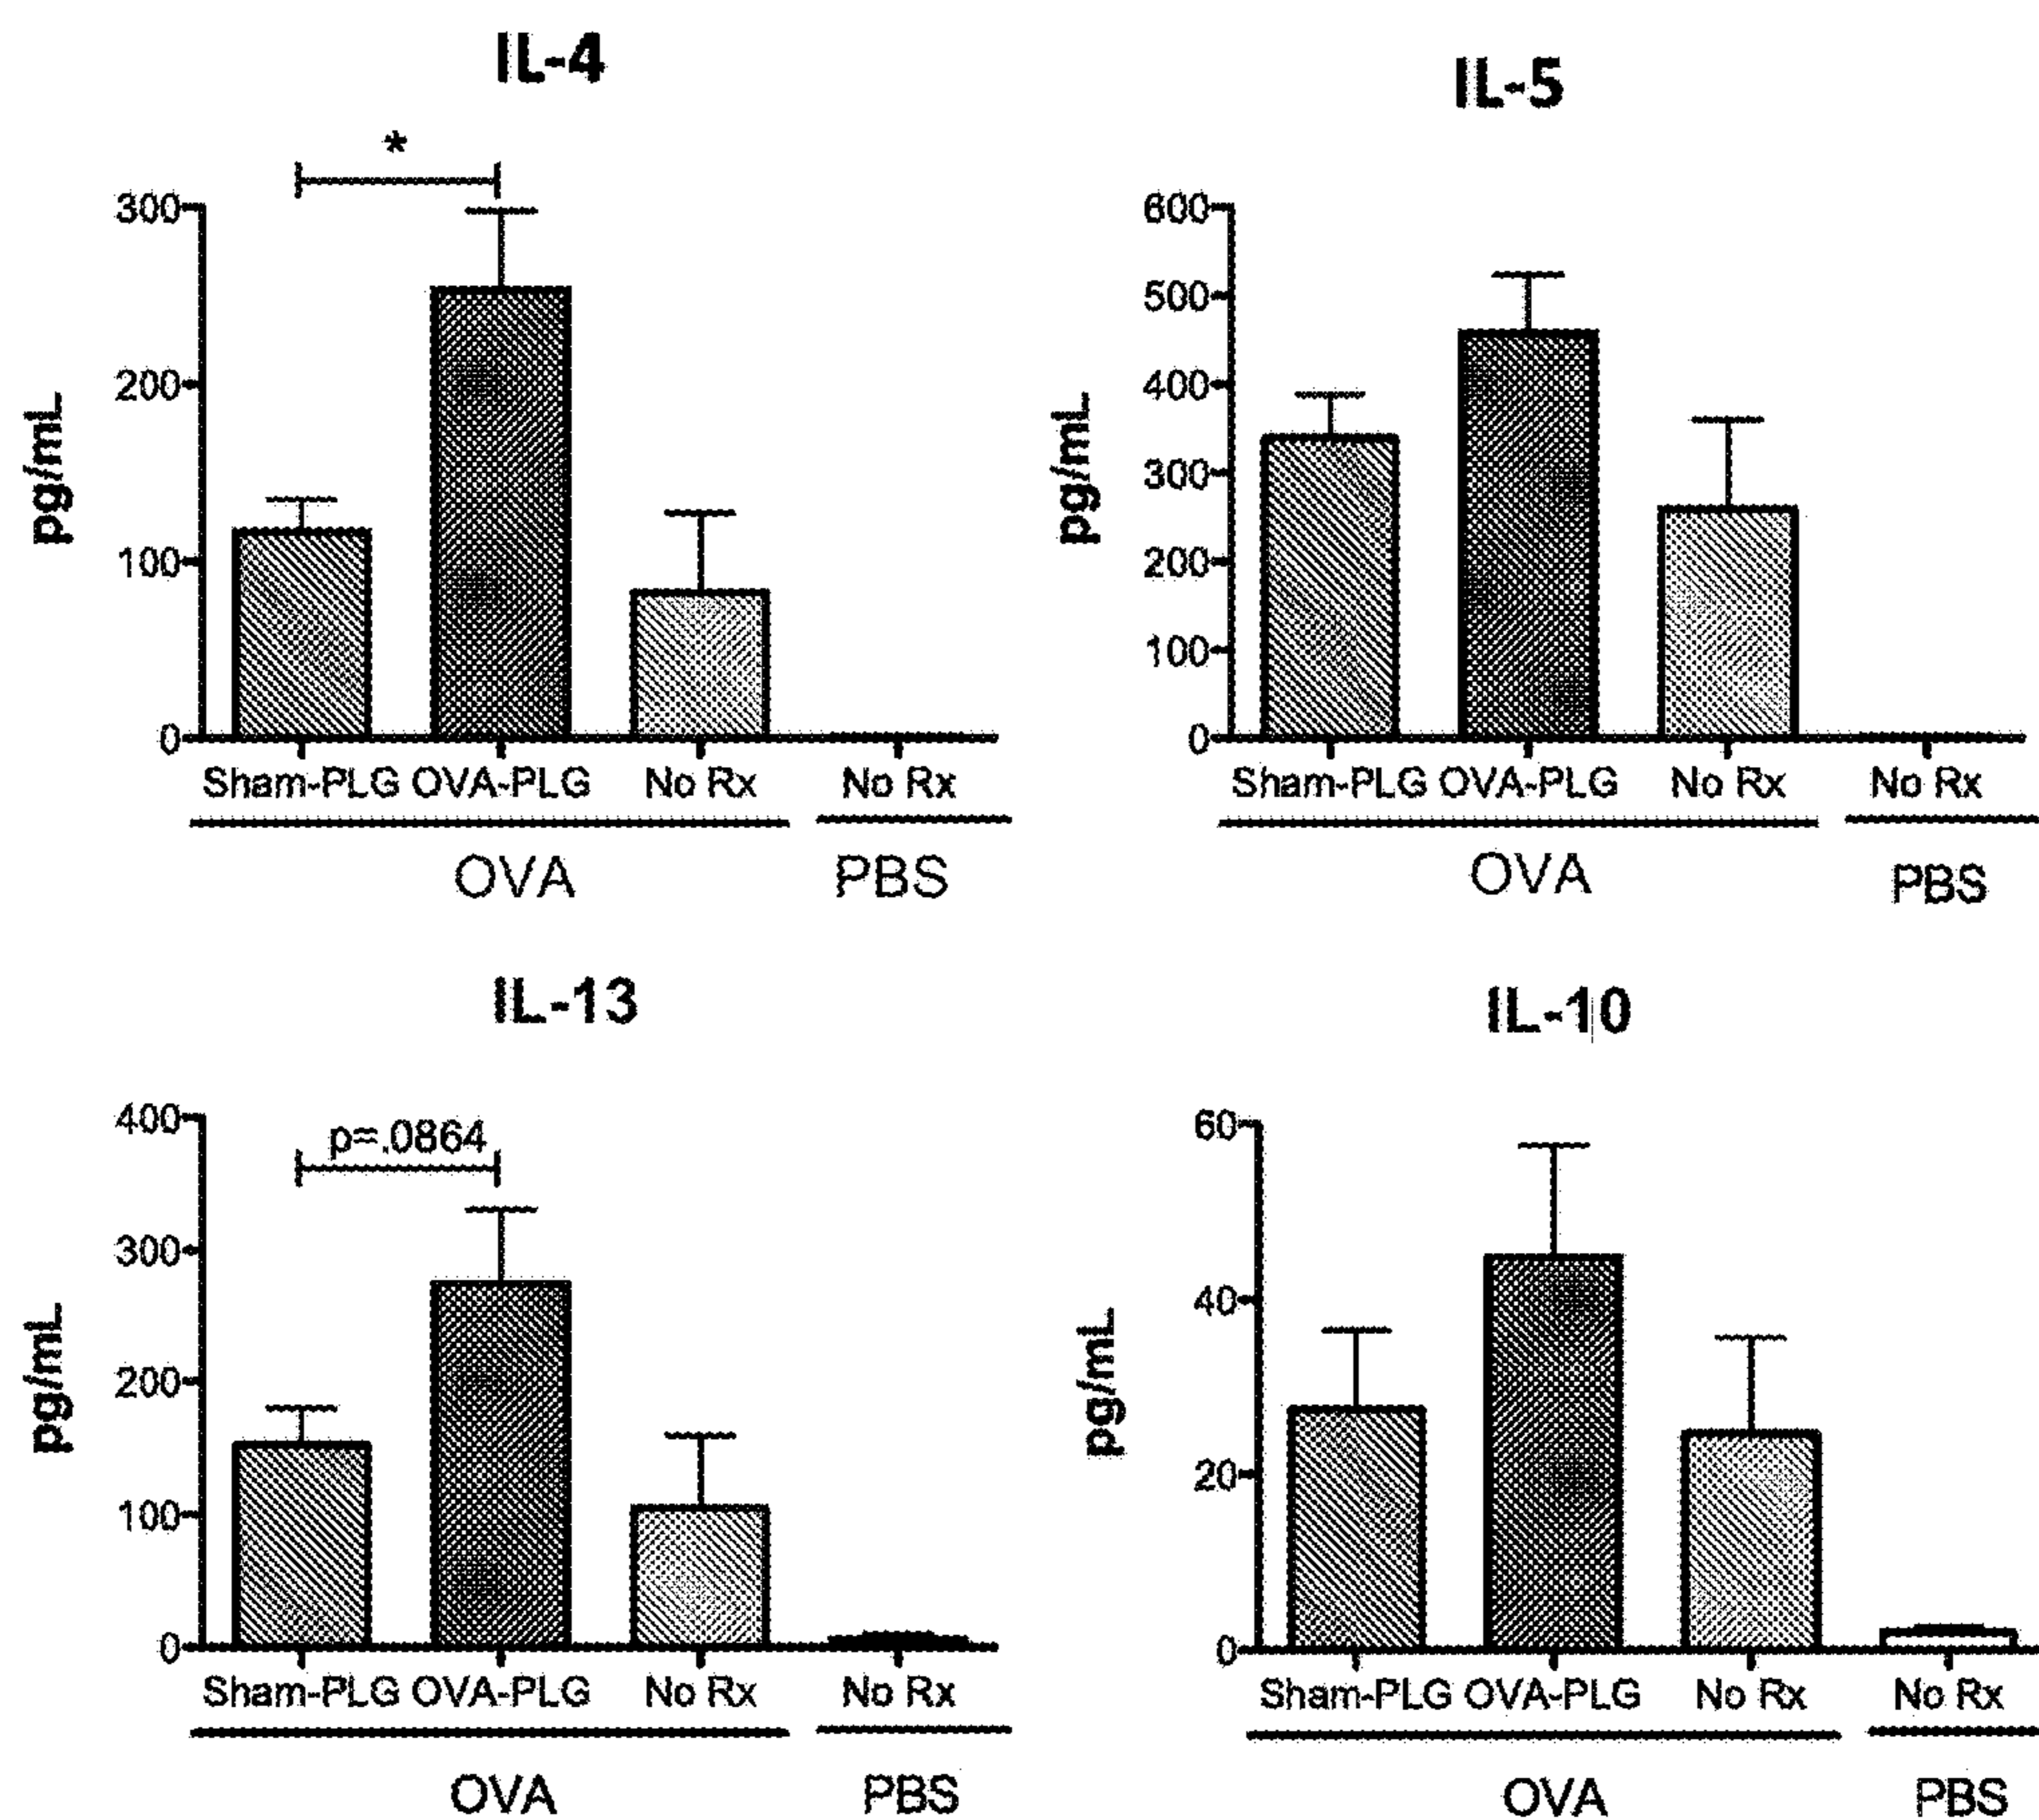 IL-4
*
300
200
100
0
pg/mL
Sham-PLG OVA-PLG No Rx No Rx
OVA PBS
IL-5
600
500
400
300
200
100
0
pg/mL
Sham-PLG OVA-PLG No Rx No Rx
OVA PBS
IL-13
p=.0864
400
300
200
100
0
pg/mL
Sham-PLG OVA-PLG No Rx No Rx
OVA PBS
IL-10
60
40
20
0
pg/mL
Sham-PLG OVA-PLG No Rx No Rx
OVA PBS